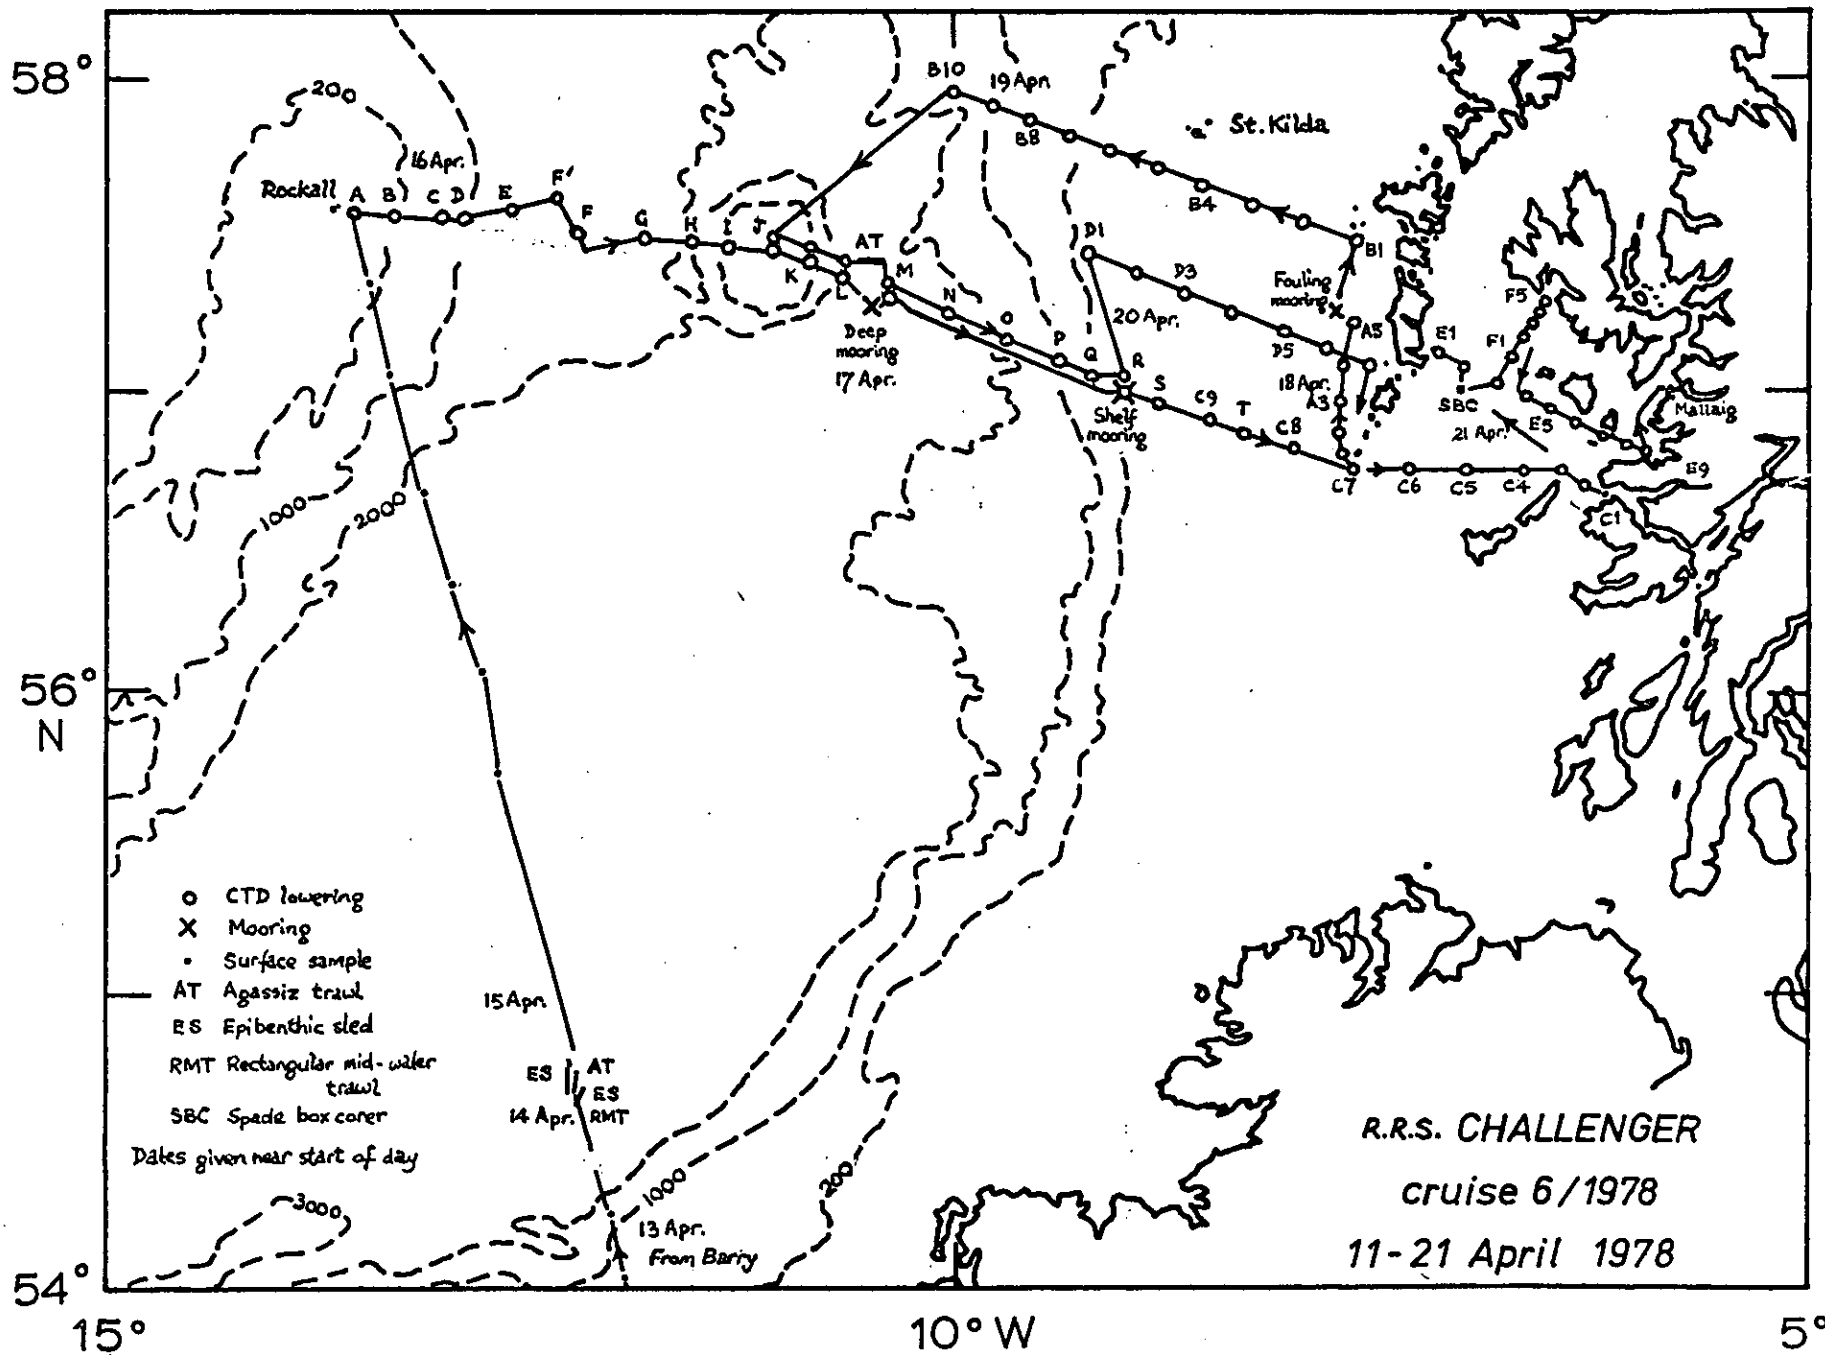 58°
56°
N
54°
15°
10° W
5°
200
16 Apr.
Rockall
A
B
C
D
E
F'
F
G
H
I
J
K
L
AT
M
N
O
P
Q
R
S
C9
T
C8
C7
C6
C5
C4
C1
B10
19 Apr.
B8
St. Kilda
B4
B1
D1
D3
D5
20 Apr.
Fouling
mooring
A5
18 Apr.
A3
Deep
mooring
17 Apr.
Shelf
mooring
E1
F1
F5
SBC
21 Apr.
E5
E9
Mallaig
1000
2000
O CTD lowering
X Mooring
• Surface sample
AT Agassiz trawl
ES Epibenthic sled
RMT Rectangular mid-water
trawl
SBC Spade box corer
Dates given near start of day
15 Apr.
ES
AT
ES
14 Apr.
RMT
3000
1000
200
13 Apr.
From Barry
R.R.S. CHALLENGER
cruise 6/1978
11-21 April 1978